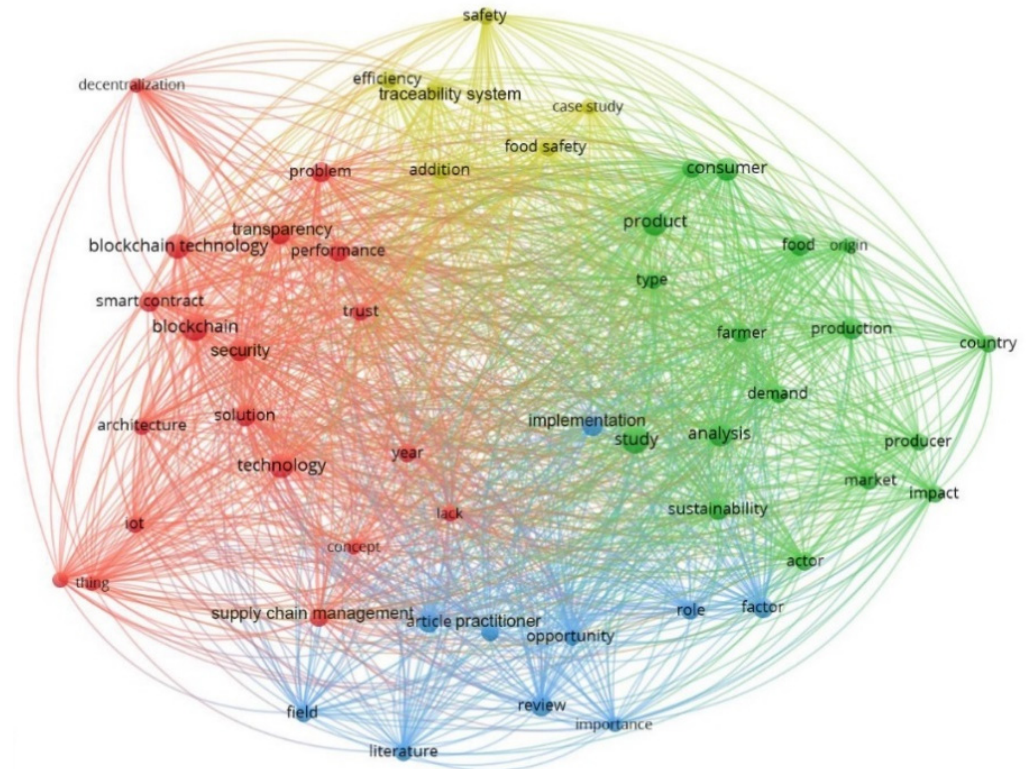 safety
decentralization
efficiency
traceability system
case study
food safety
problem
addition
consumer
product
transparency
blockchain technology
performance
food
origin
type
smart contract
trust
blockchain
farmer
production
security
country
demand
solution
architecture
implementation
study
analysis
producer
year
technology
market
impact
lack
sustainability
iot
concept
actor
thing
supply chain management
article
practitioner
role
factor
opportunity
field
review
importance
literature